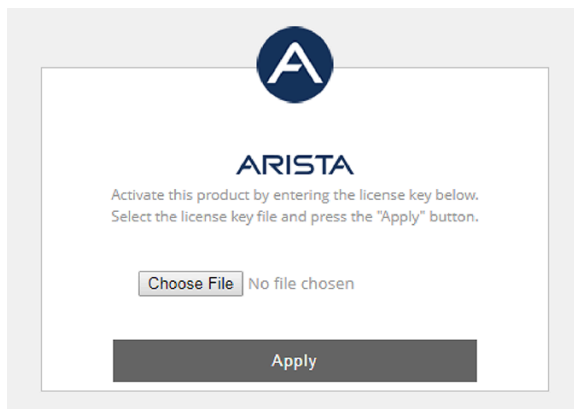 ARISTA
Activate this product by entering the license key below.
Select the license key file and press the "Apply" button.
Choose File No file chosen
Apply